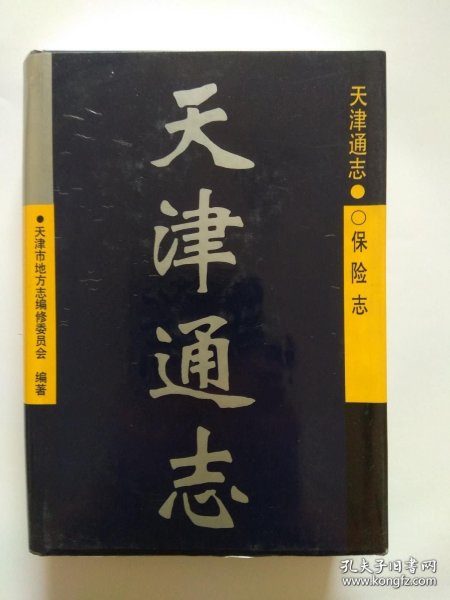 天津通志
天津通志●
○保险志
●天津市地方志编修委员会 编著
孔夫子旧书网
www.kongfz.com